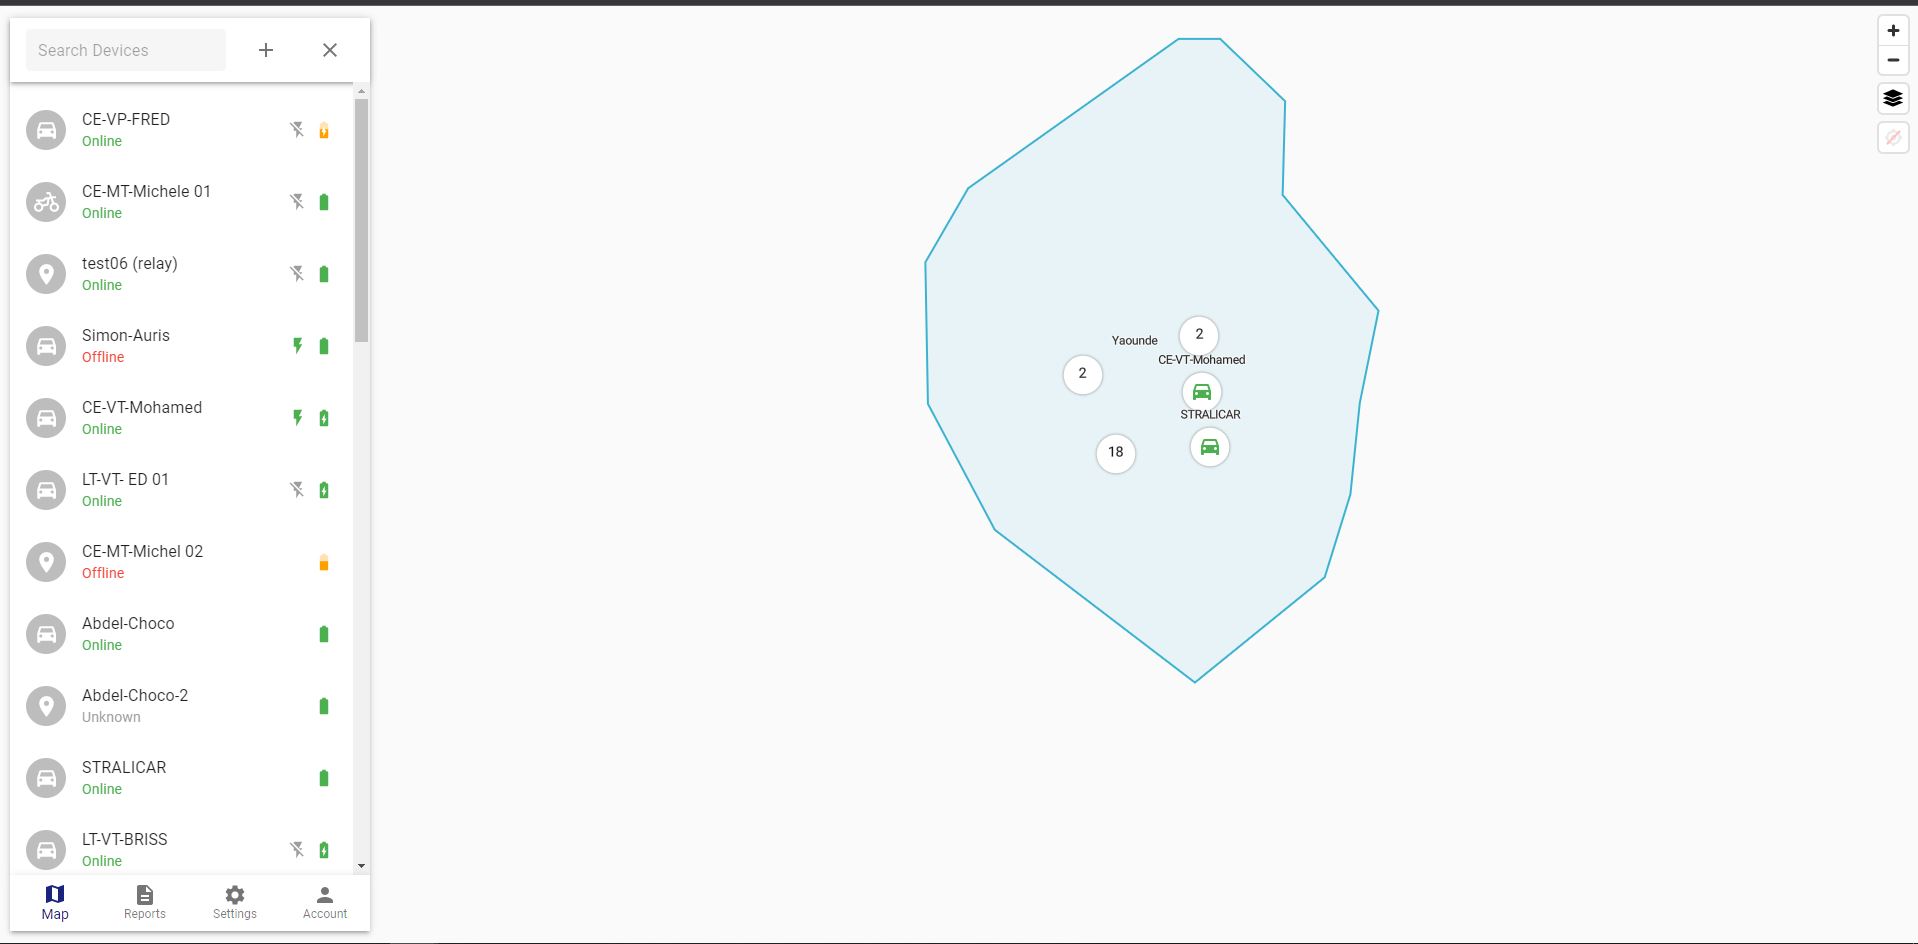 Search Devices
CE-VP-FRED
Online
CE-MT-Michele 01
Online
test06 (relay)
Online
Simon-Auris
Offline
CE-VT-Mohamed
Online
LT-VT- ED 01
Online
CE-MT-Michel 02
Offline
Abdel-Choco
Online
Abdel-Choco-2
Unknown
STRALICAR
Online
LT-VT-BRISS
Online
Map
Reports
Settings
Account
2
Yaounde
CE-VT-Mohamed
2
STRALICAR
18